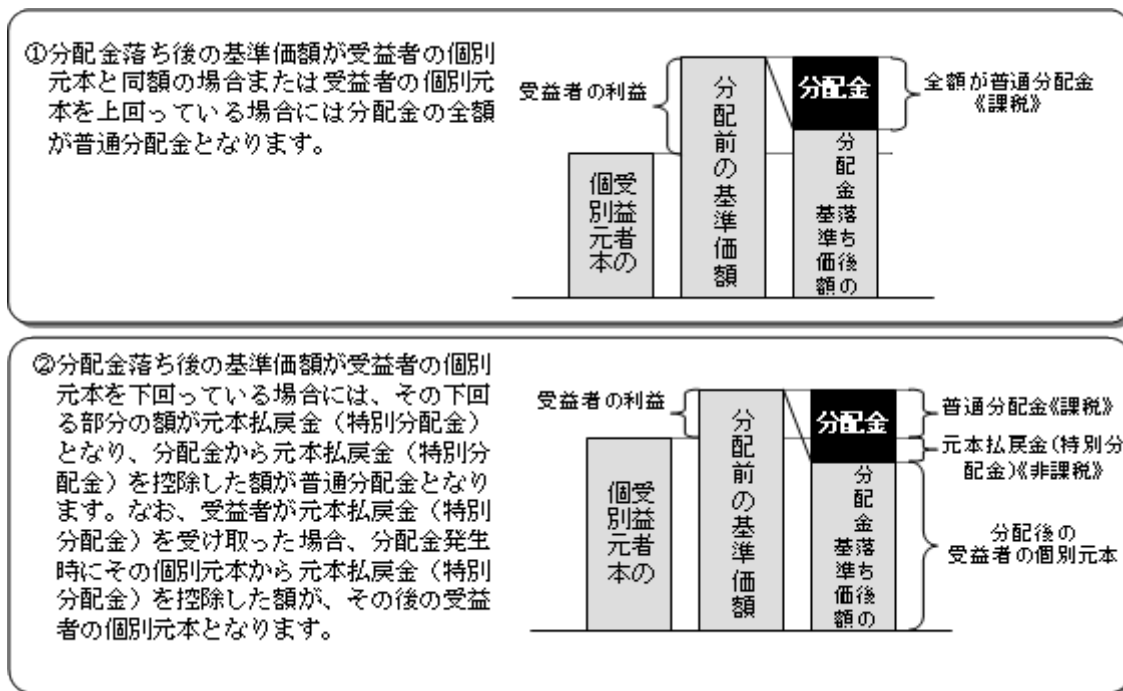 ①分配金落ち後の基準価額が受益者の個別
元本と同額の場合または受益者の個別元
本を上回っている場合には分配金の全額
が普通分配金となります。
受益者の利益
受益者の
個別元本
分配前の基準価額
分配金
分配金
落ち後の
基準価額
全額が普通分配金
《課税》
②分配金落ち後の基準価額が受益者の個別
元本を下回っている場合には、その下回
る部分の額が元本払戻金（特別分配金）
となり、分配金から元本払戻金（特別分
配金）を控除した額が普通分配金となり
ます。なお、受益者が元本払戻金（特別
分配金）を受け取った場合、分配金発生
時にその個別元本から元本払戻金（特別
分配金）を控除した額が、その後の受益
者の個別元本となります。
受益者の利益
受益者の
個別元本
分配前の基準価額
分配金
分配金
落ち後の
基準価額
普通分配金《課税》
元本払戻金(特別分
配金)《非課税》
分配後の
受益者の個別元本